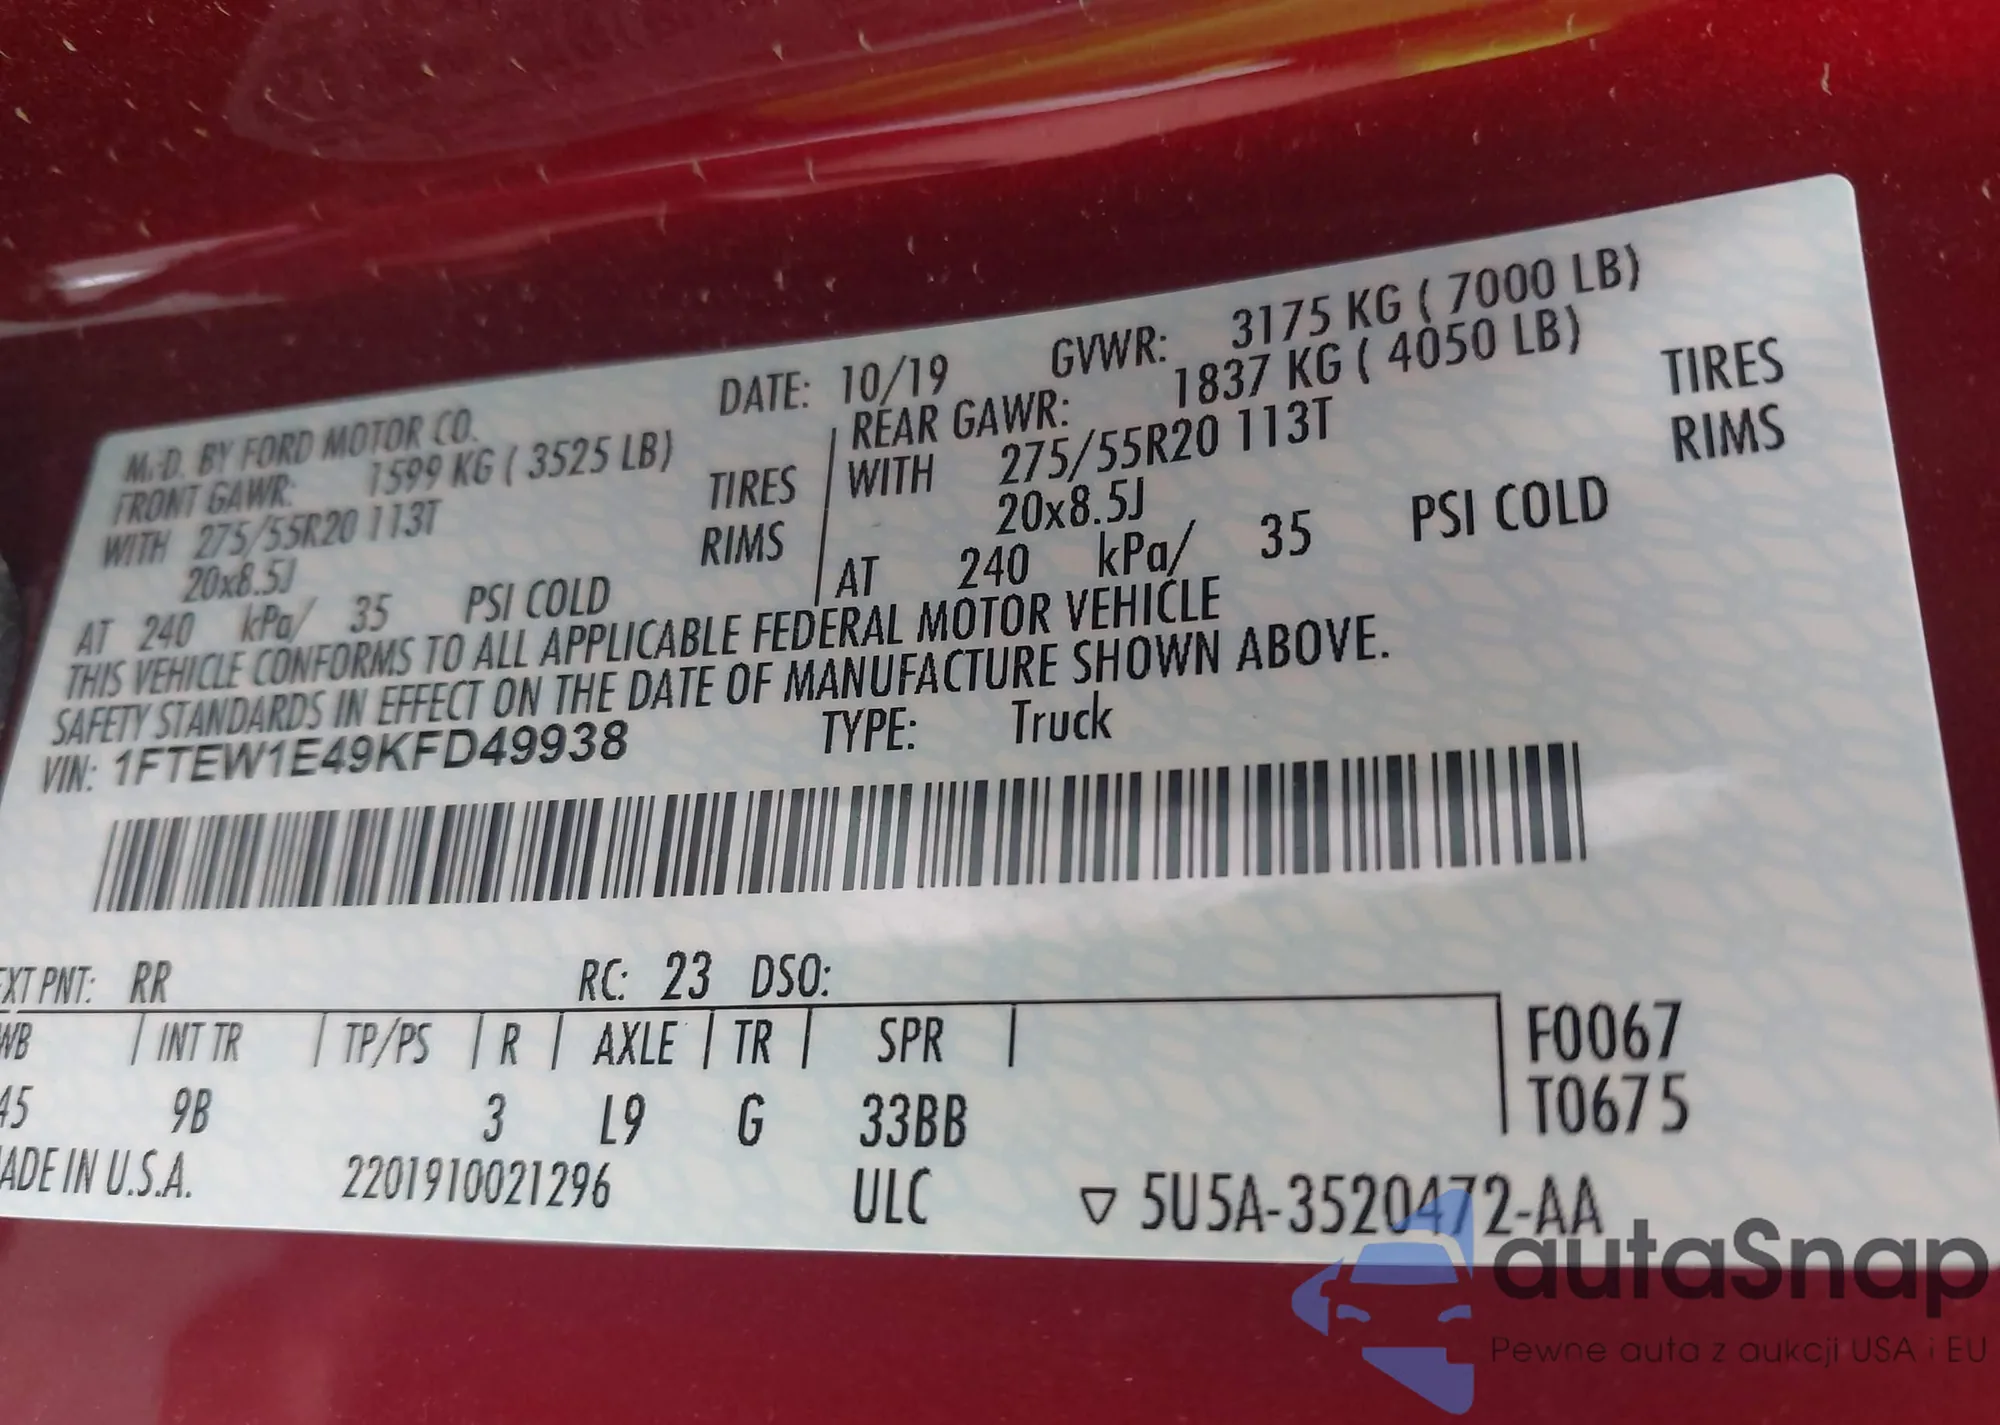 M.D. BY FORD MOTOR CO. DATE: 10/19 GVWR: 3175 KG ( 7000 LB)
FRONT GAWR: 1599 KG ( 3525 LB) REAR GAWR: 1837 KG ( 4050 LB)
WITH 275/55R20 113T TIRES WITH 275/55R20 113T TIRES
20x8.5J RIMS 20x8.5J RIMS
AT 240 kPa/ 35 PSI COLD AT 240 kPa/ 35 PSI COLD
THIS VEHICLE CONFORMS TO ALL APPLICABLE FEDERAL MOTOR VEHICLE
SAFETY STANDARDS IN EFFECT ON THE DATE OF MANUFACTURE SHOWN ABOVE.
VIN: 1FTEW1E49KFD49938 TYPE: Truck
EXT PNT: RR RC: 23 DSO:
WB | INT TR | TP/PS | R | AXLE | TR | SPR | F0067
45 9B 3 L9 G 33BB T0675
ADE IN U.S.A. 2201910021296 ULC ▽ 5U5A-3520472-AA
autaSnap
Pewne auta z aukcji USA i EU